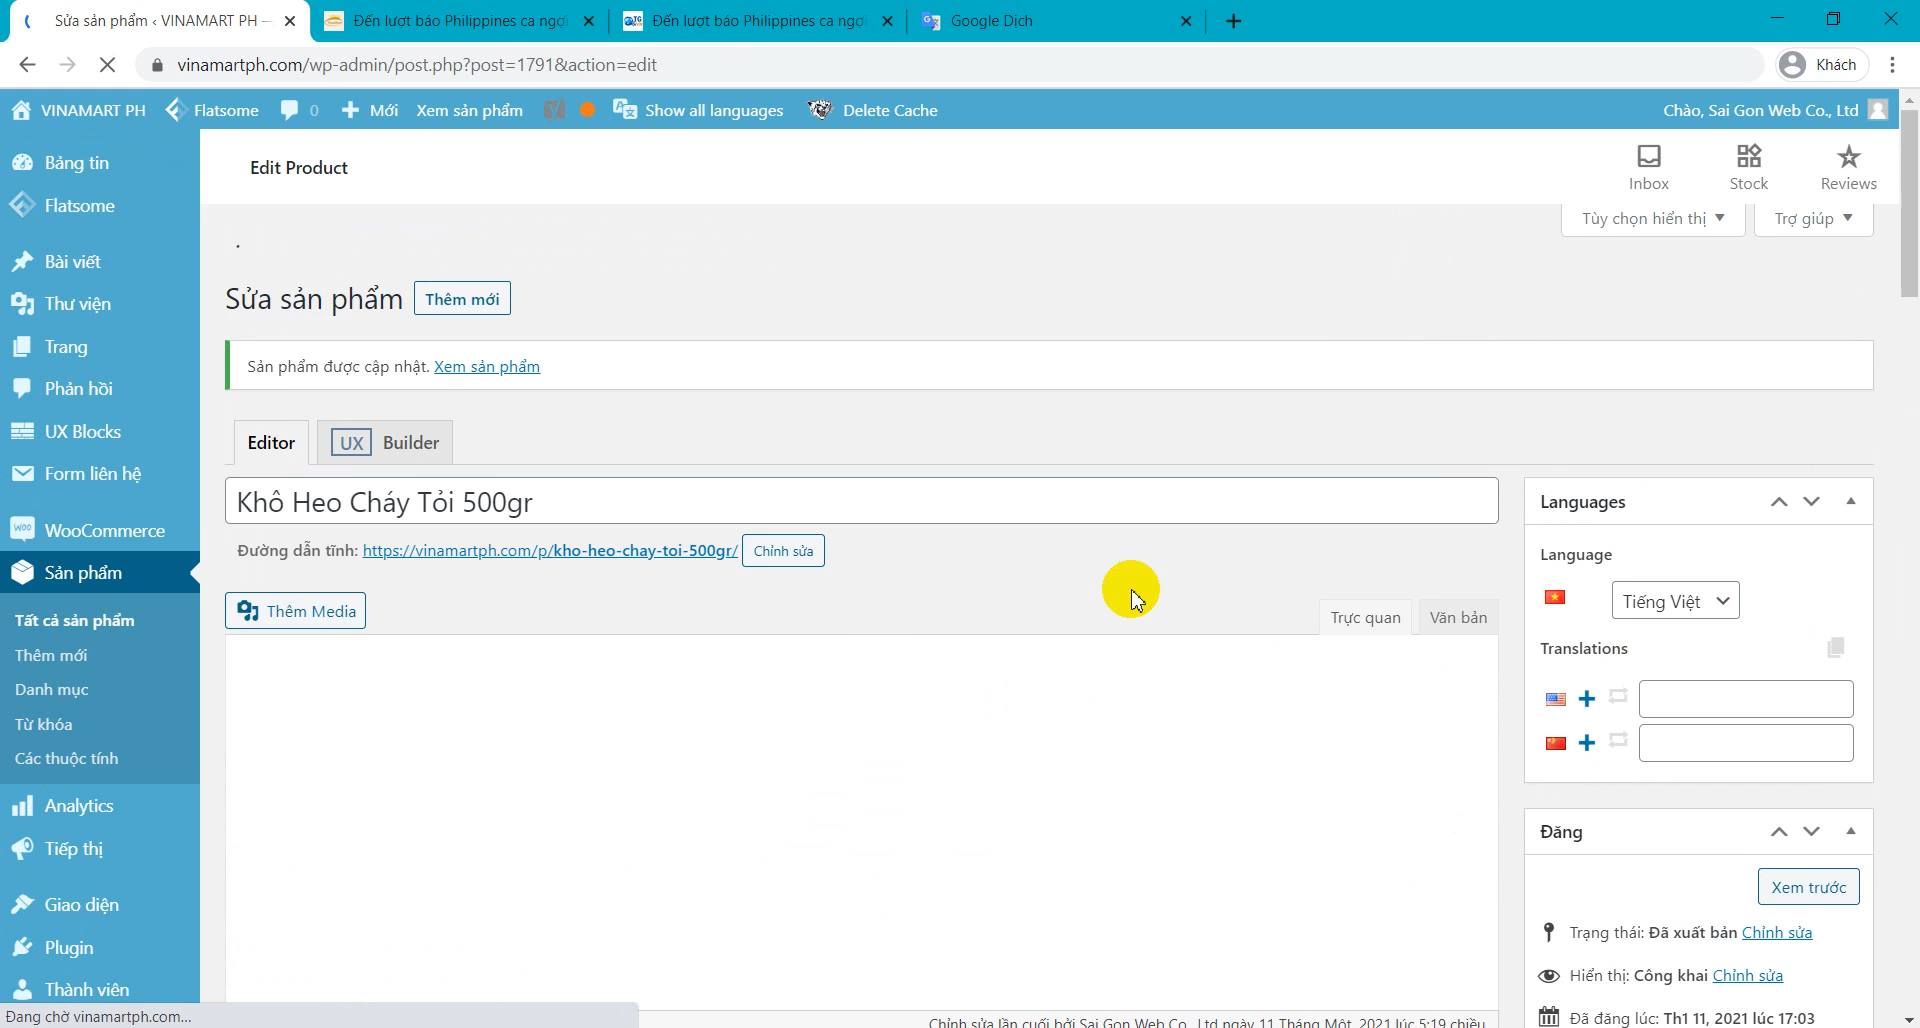 Sửa sản phẩm ‹ VINAMART PH —
Đến lượt báo Philippines ca ngợi
Đến lượt báo Philippines ca ngợi
Google Dịch
vinamartph.com/wp-admin/post.php?post=1791&action=edit
Khách
VINAMART PH
Flatsome
0
Mới
Xem sản phẩm
Show all languages
Delete Cache
Chào, Sai Gon Web Co., Ltd
Bảng tin
Flatsome
Bài viết
Thư viện
Trang
Phản hồi
UX Blocks
Form liên hệ
WooCommerce
Sản phẩm
Tất cả sản phẩm
Thêm mới
Danh mục
Từ khóa
Các thuộc tính
Analytics
Tiếp thị
Giao diện
Plugin
Thành viên
Đang chờ vinamartph.com...
Edit Product
Inbox
Stock
Reviews
Tùy chọn hiển thị
Trợ giúp
.
Sửa sản phẩm
Thêm mới
Sản phẩm được cập nhật. Xem sản phẩm
Editor
UX Builder
Khô Heo Cháy Tỏi 500gr
Đường dẫn tĩnh: https://vinamartph.com/p/kho-heo-chay-toi-500gr/ Chỉnh sửa
Thêm Media
Trực quan
Văn bản
Chỉnh sửa lần cuối bởi Sai Gon Web Co., Ltd ngày 11 Tháng Một, 2021 lúc 5:19 chiều
Languages
Language
Tiếng Việt
Translations
Đăng
Xem trước
Trạng thái: Đã xuất bản Chỉnh sửa
Hiển thị: Công khai Chỉnh sửa
Đã đăng lúc: Th1 11, 2021 lúc 17:03